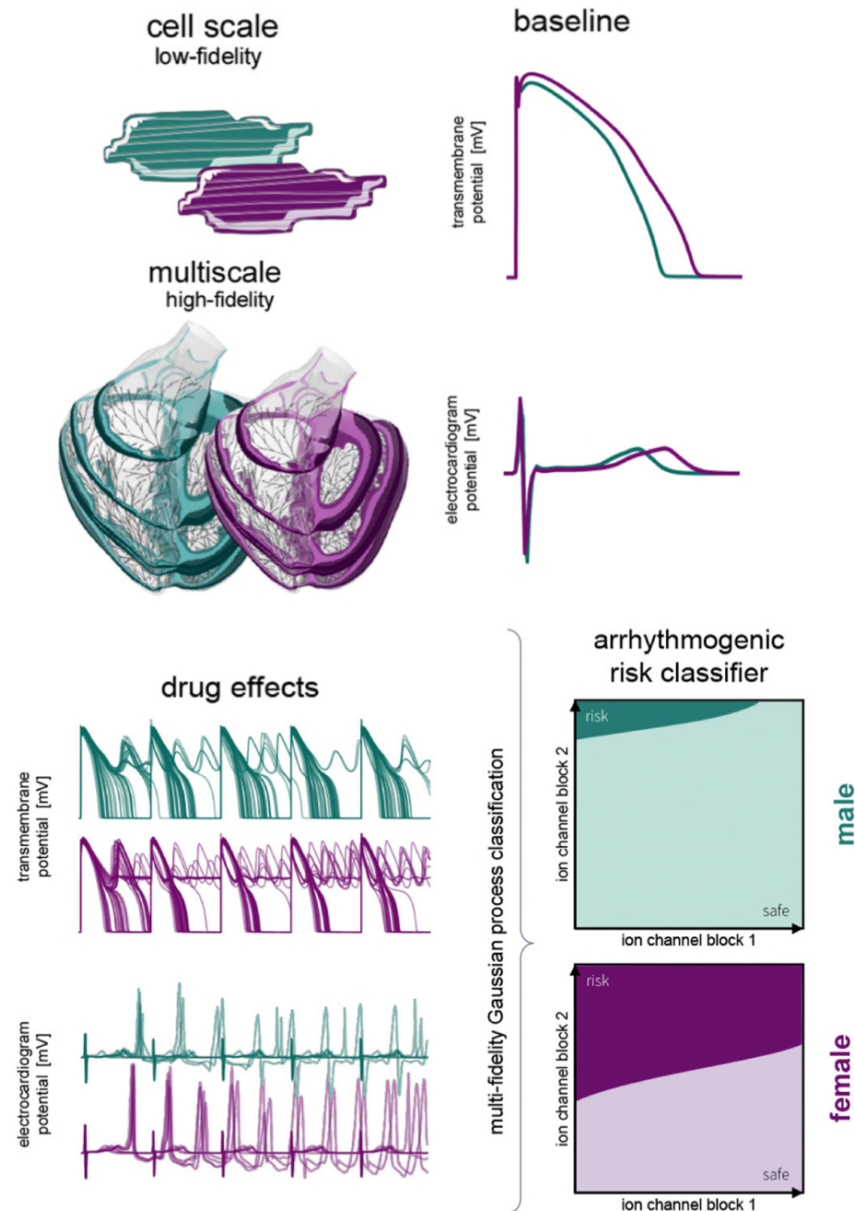 cell scale
low-fidelity
baseline
transmembrane
potential [mV]
multiscale
high-fidelity
electrocardiogram
potential [mV]
drug effects
transmembrane
potential [mV]
electrocardiogram
potential [mV]
multi-fidelity Gaussian process classification
arrhythmogenic
risk classifier
risk
ion channel block 2
safe
ion channel block 1
male
risk
ion channel block 2
safe
ion channel block 1
female